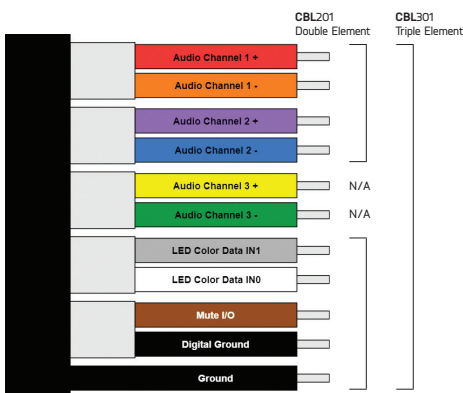 CBL201
Double Element
CBL301
Triple Element
Audio Channel 1 +
Audio Channel 1 -
Audio Channel 2 +
Audio Channel 2 -
Audio Channel 3 +
N/A
Audio Channel 3 -
N/A
LED Color Data IN1
LED Color Data IN0
Mute I/O
Digital Ground
Ground